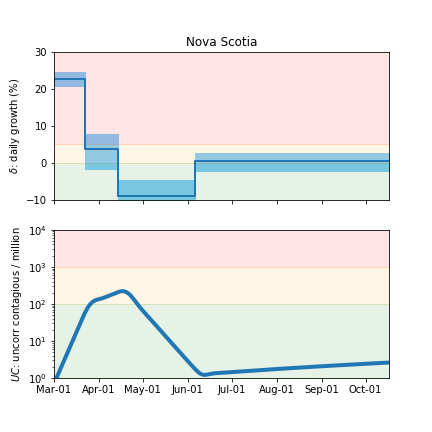 Nova Scotia
δ: daily growth (%)
30
20
10
0
−10
UC: uncorr contagious / million
10⁴
10³
10²
10¹
10⁰
Mar-01 Apr-01 May-01 Jun-01 Jul-01 Aug-01 Sep-01 Oct-01